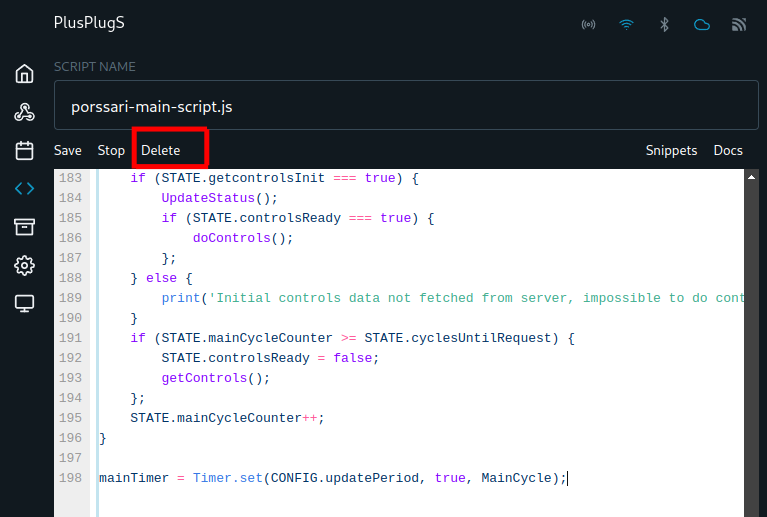 PlusPlugS
SCRIPT NAME
porssari-main-script.js
Save Stop Delete Snippets Docs
183     if (STATE.getcontrolsInit === true) {
184         UpdateStatus();
185         if (STATE.controlsReady === true) {
186             doControls();
187         };
188     } else {
189         print('Initial controls data not fetched from server, impossible to do cont
190     }
191     if (STATE.mainCycleCounter >= STATE.cyclesUntilRequest) {
192         STATE.controlsReady = false;
193         getControls();
194     };
195     STATE.mainCycleCounter++;
196 }
197
198 mainTimer = Timer.set(CONFIG.updatePeriod, true, MainCycle);